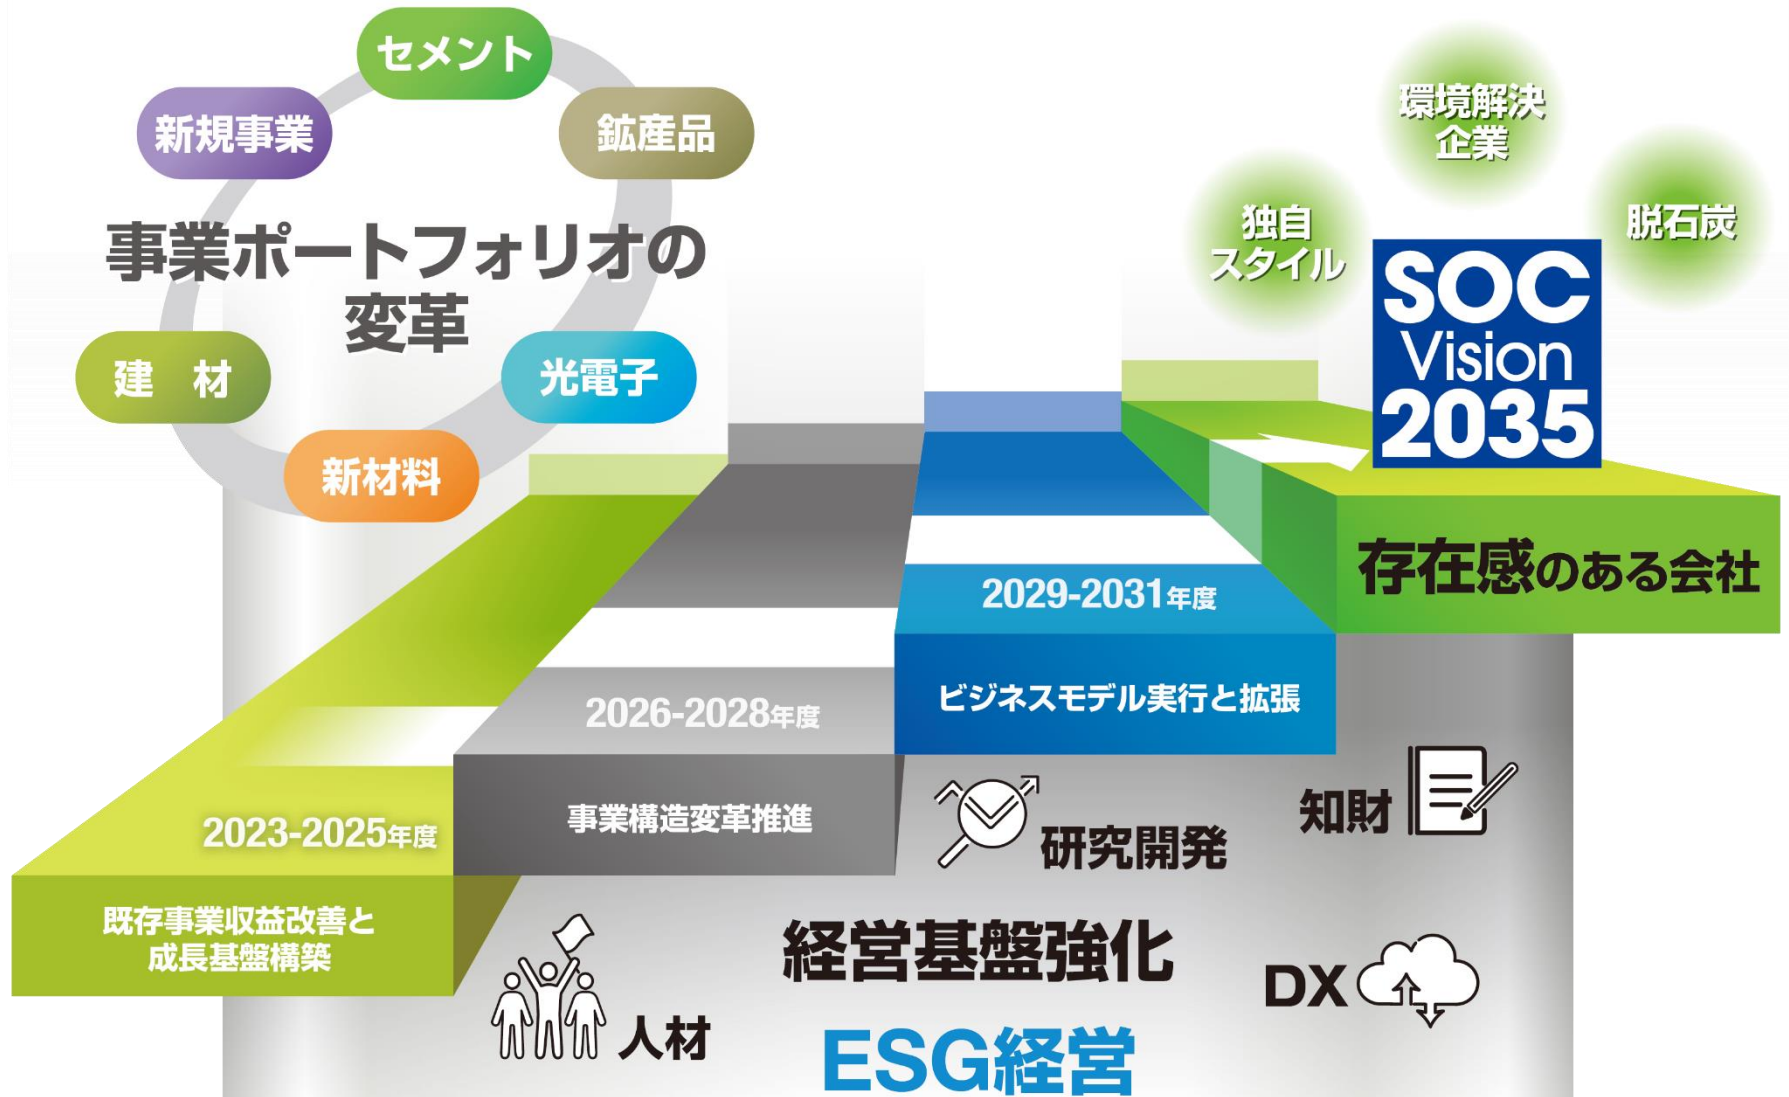 セメント
新規事業
鉱産品
事業ポートフォリオの
変革
建 材
光電子
新材料
環境解決
企業
独自
スタイル
脱石炭
SOC
Vision
2035
存在感のある会社
2029-2031年度
ビジネスモデル実行と拡張
2026-2028年度
事業構造変革推進
2023-2025年度
既存事業収益改善と
成長基盤構築
研究開発
知財
経営基盤強化
人材
DX
ESG経営